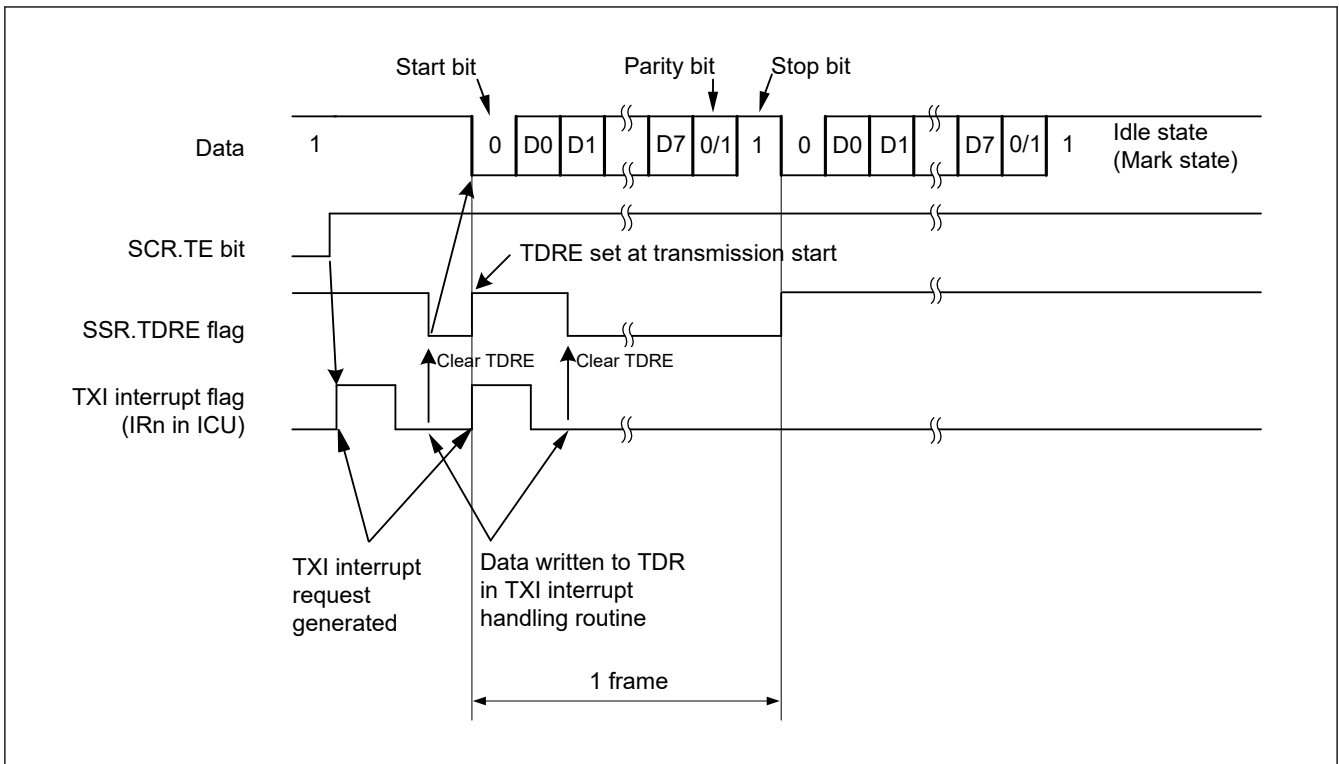 Start bit
Parity bit
Stop bit
Data
1
0
D0
D1
D7
0/1
1
0
D0
D1
D7
0/1
1
Idle state
(Mark state)
SCR.TE bit
TDRE set at transmission start
SSR.TDRE flag
Clear TDRE
Clear TDRE
TXI interrupt flag
(IRn in ICU)
TXI interrupt
request
generated
Data written to TDR
in TXI interrupt
handling routine
1 frame